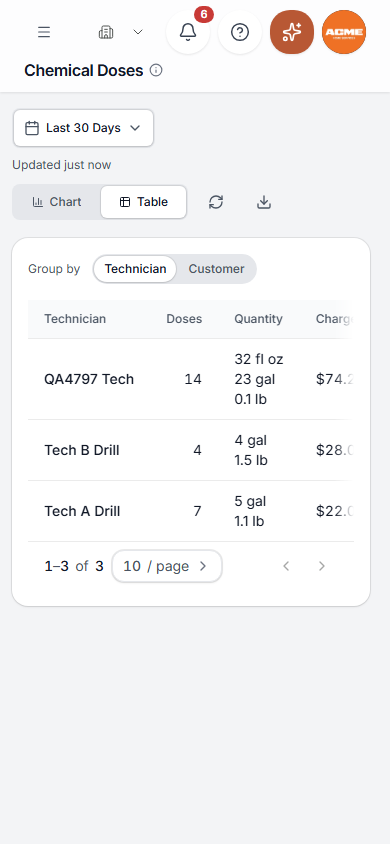 6
ACME
Chemical Doses
Last 30 Days
Updated just now
Chart Table
Group by Technician Customer
Technician Doses Quantity Charge
QA4797 Tech 14 32 fl oz $74.2
23 gal
0.1 lb
Tech B Drill 4 4 gal $28.0
1.5 lb
Tech A Drill 7 5 gal $22.0
1.1 lb
1–3 of 3 10 / page